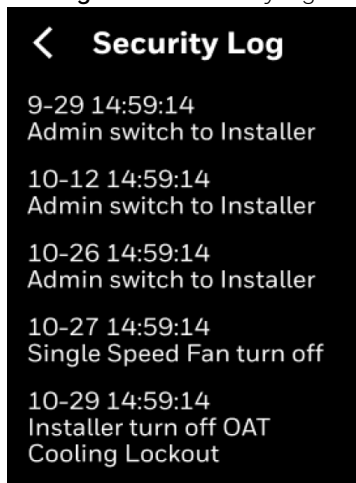 Security Log
9-29 14:59:14
Admin switch to Installer
10-12 14:59:14
Admin switch to Installer
10-26 14:59:14
Admin switch to Installer
10-27 14:59:14
Single Speed Fan turn off
10-29 14:59:14
Installer turn off OAT
Cooling Lockout